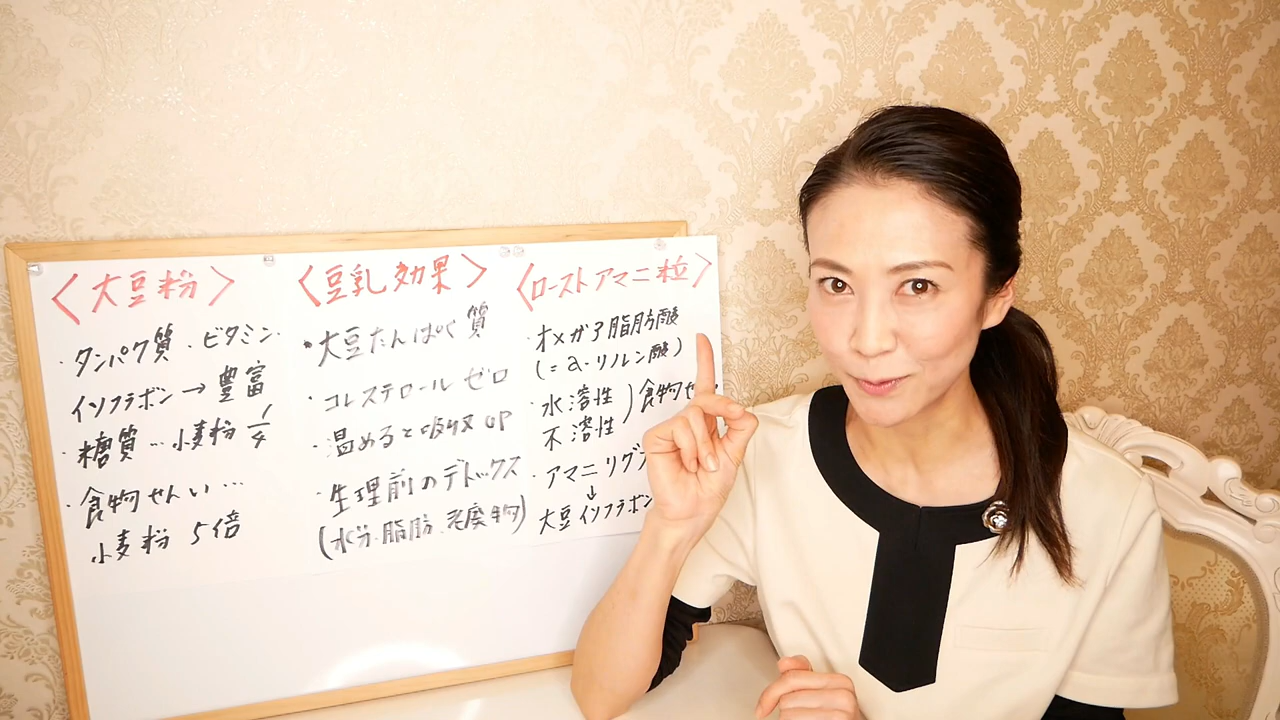 〈大豆粉〉
・タンパク質 ・ビタミン
イソフラボン→豊富
・糖質…小麦粉 1/4
・食物せんい…
小麦粉 5倍
〈豆乳効果〉
・大豆たんぱく質
・コレステロールゼロ
・温めると吸収UP
・生理前のデトックス
(水分、脂肪、老廃物)
〈ローストアマニ粒〉
・オメガ3脂肪酸
(=α-リノレン酸)
・水溶性
不溶性
)食物せ
・アマニリグ
↓
大豆イソフラボン